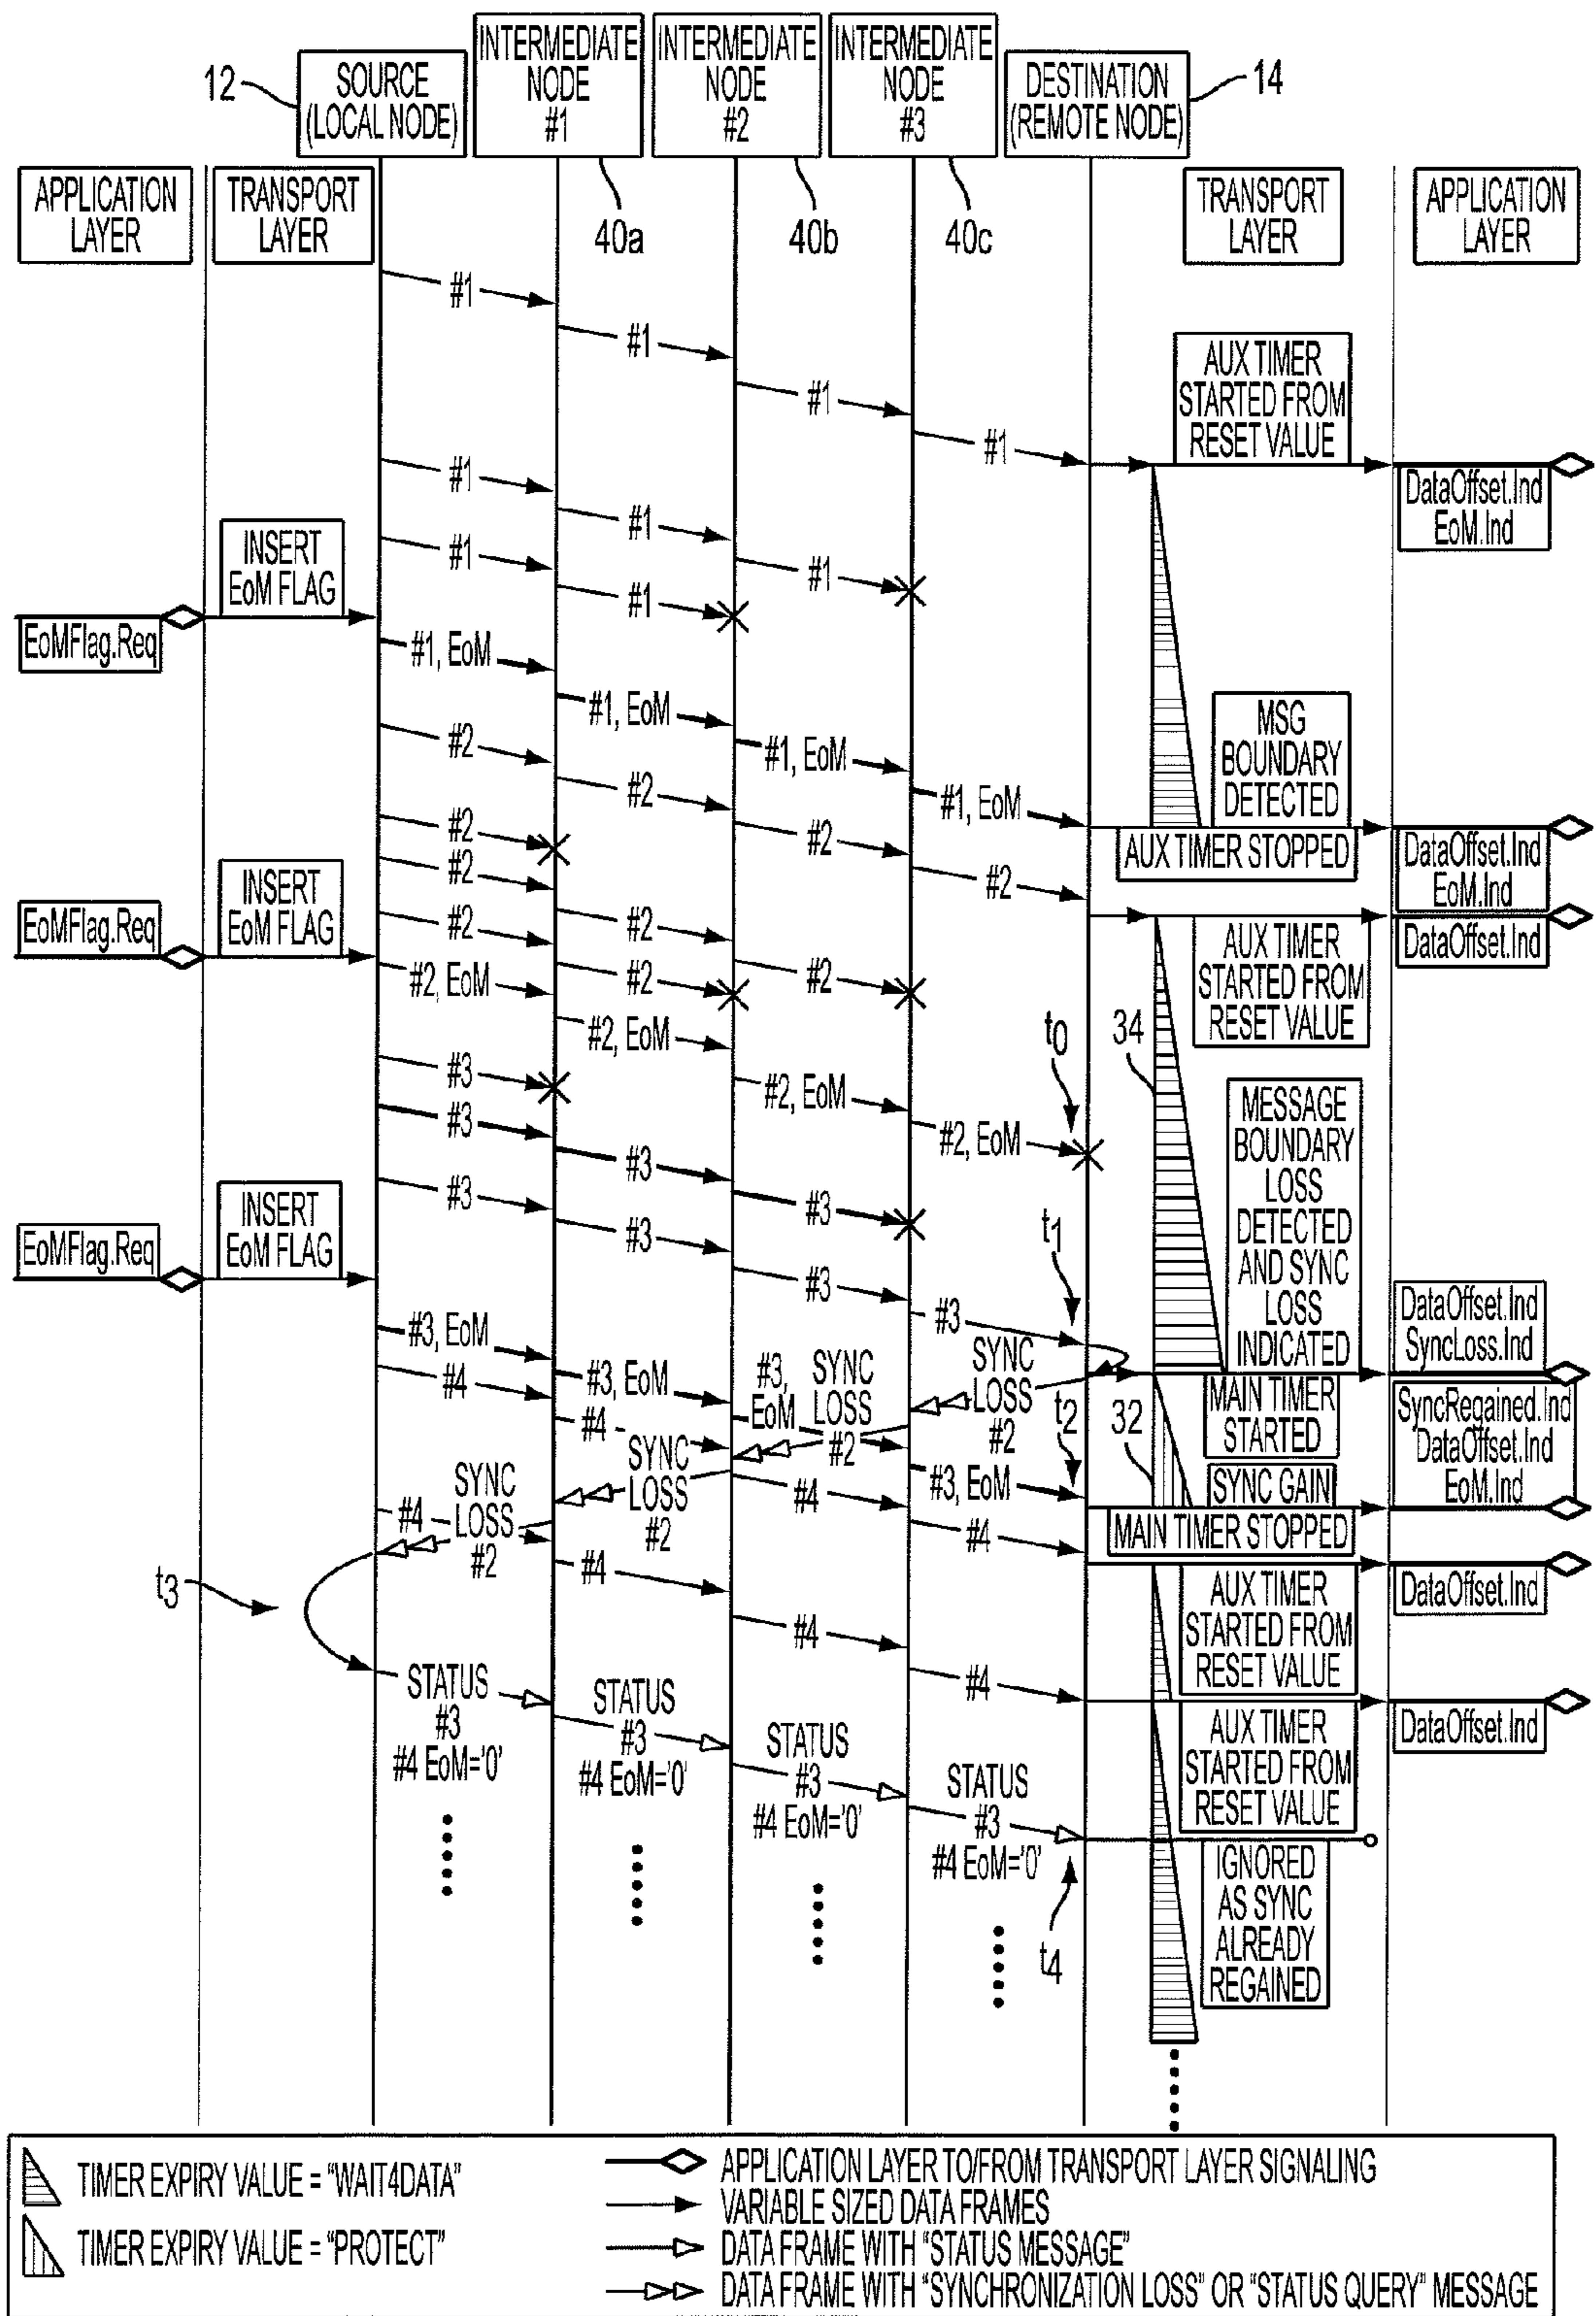 INTERMEDIATE
NODE
#1
INTERMEDIATE
NODE
#2
INTERMEDIATE
NODE
#3
12
SOURCE
(LOCAL NODE)
DESTINATION
(REMOTE NODE)
14
APPLICATION
LAYER
TRANSPORT
LAYER
40a
40b
40c
TRANSPORT
LAYER
APPLICATION
LAYER
#1
#1
#1
#1
AUX TIMER
STARTED FROM
RESET VALUE
DataOffset.Ind
EoM.Ind
#1
#1
#1
#1
#1
INSERT
EoM FLAG
EoMFlag.Req
#1, EoM
#1, EoM
#1, EoM
#1, EoM
MSG
BOUNDARY
DETECTED
AUX TIMER STOPPED
DataOffset.Ind
EoM.Ind
#2
#2
#2
#2
DataOffset.Ind
AUX TIMER
STARTED FROM
RESET VALUE
#2
#2
#2
#2
#2
#2
INSERT
EoM FLAG
EoMFlag.Req
#2, EoM
#2, EoM
#2, EoM
#2, EoM
t0
34
#3
#3
#3
#3
#3
#3
#3
#3
t1
MESSAGE
BOUNDARY
LOSS
DETECTED
AND SYNC
LOSS
INDICATED
INSERT
EoM FLAG
EoMFlag.Req
DataOffset.Ind
SyncLoss.Ind
#3, EoM
#3, EoM
#3,
EoM
#3, EoM
SYNC
LOSS
#2
SYNC
LOSS
#2
SYNC
LOSS
#2
SYNC
LOSS
#2
t2
32
MAIN TIMER
STARTED
SyncRegained.Ind
DataOffset.Ind
EoM.Ind
SYNC GAIN
MAIN TIMER STOPPED
#4
#4
#4
#4
#4
#4
#4
#4
DataOffset.Ind
AUX TIMER
STARTED FROM
RESET VALUE
t3
STATUS
#3
#4 EoM='0'
STATUS
#3
#4 EoM='0'
STATUS
#3
#4 EoM='0'
STATUS
#3
#4 EoM='0'
DataOffset.Ind
AUX TIMER
STARTED FROM
RESET VALUE
t4
IGNORED
AS SYNC
ALREADY
REGAINED
TIMER EXPIRY VALUE = "WAIT4DATA"
TIMER EXPIRY VALUE = "PROTECT"
APPLICATION LAYER TO/FROM TRANSPORT LAYER SIGNALING
VARIABLE SIZED DATA FRAMES
DATA FRAME WITH "STATUS MESSAGE"
DATA FRAME WITH "SYNCHRONIZATION LOSS" OR "STATUS QUERY" MESSAGE